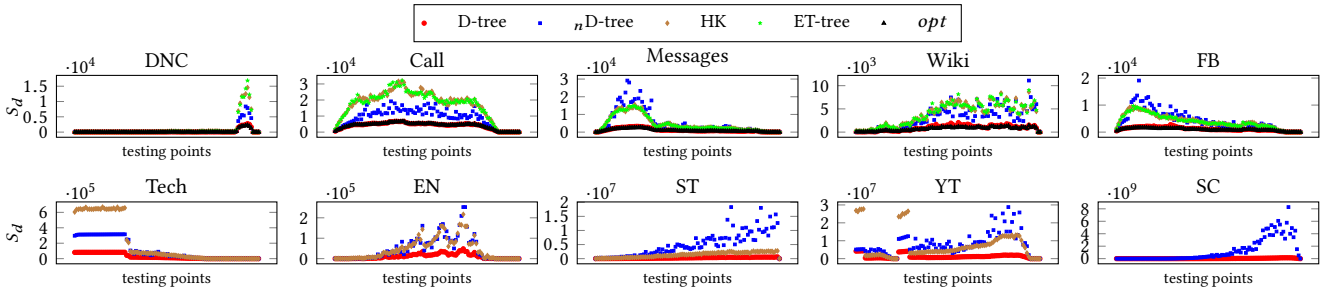 D-tree nD-tree HK ET-tree opt
DNC Call Messages Wiki FB
·10^4 ·10^4 ·10^4 ·10^3 ·10^4
S_d
1.5 1 0.5 0
3 2 1 0
3 2 1 0
10 5 0
2 1 0
testing points testing points testing points testing points testing points
Tech EN ST YT SC
·10^5 ·10^5 ·10^7 ·10^7 ·10^9
S_d
6 4 2 0
2 1 0
2 1.5 1 0.5 0
3 2 1 0
8 6 4 2 0
testing points testing points testing points testing points testing points